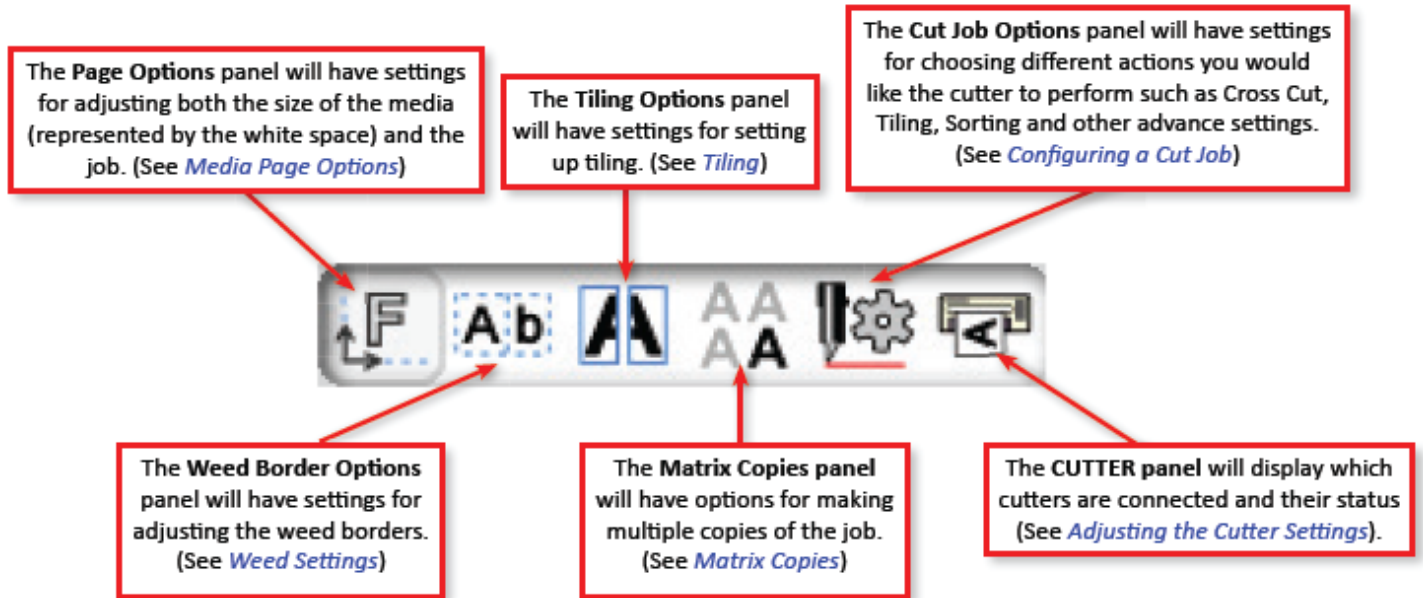 The Page Options panel will have settings
for adjusting both the size of the media
(represented by the white space) and the
job. (See Media Page Options)
The Tiling Options panel
will have settings for setting
up tiling. (See Tiling)
The Cut Job Options panel will have settings
for choosing different actions you would
like the cutter to perform such as Cross Cut,
Tiling, Sorting and other advance settings.
(See Configuring a Cut Job)
F
A b
A
A A
A A
A
The Weed Border Options
panel will have settings for
adjusting the weed borders.
(See Weed Settings)
The Matrix Copies panel
will have options for making
multiple copies of the job.
(See Matrix Copies)
The CUTTER panel will display which
cutters are connected and their status
(See Adjusting the Cutter Settings).